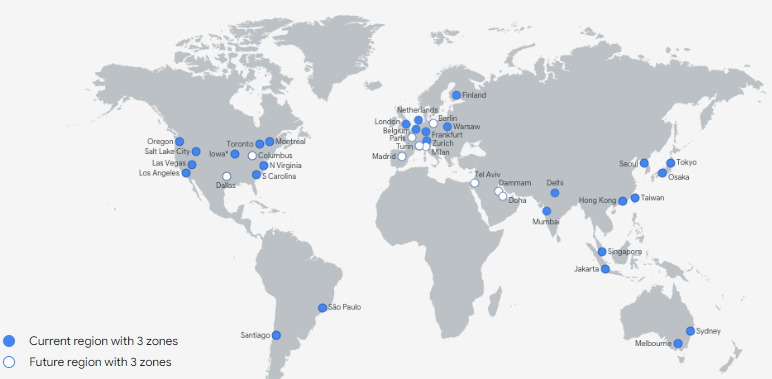 Finland
Netherlands
London
Berlin
Belgium
Warsaw
Frankfurt
Paris
Zurich
Turin
Milan
Madrid
Oregon
Toronto
Montreal
Salt Lake City
Iowa*
Columbus
Las Vegas
N Virginia
Los Angeles
S Carolina
Dallas
Tel Aviv
Dammam
Doha
Delhi
Mumbai
Seoul
Tokyo
Osaka
Hong Kong
Taiwan
Singapore
Jakarta
São Paulo
Santiago
Sydney
Melbourne
Current region with 3 zones
Future region with 3 zones